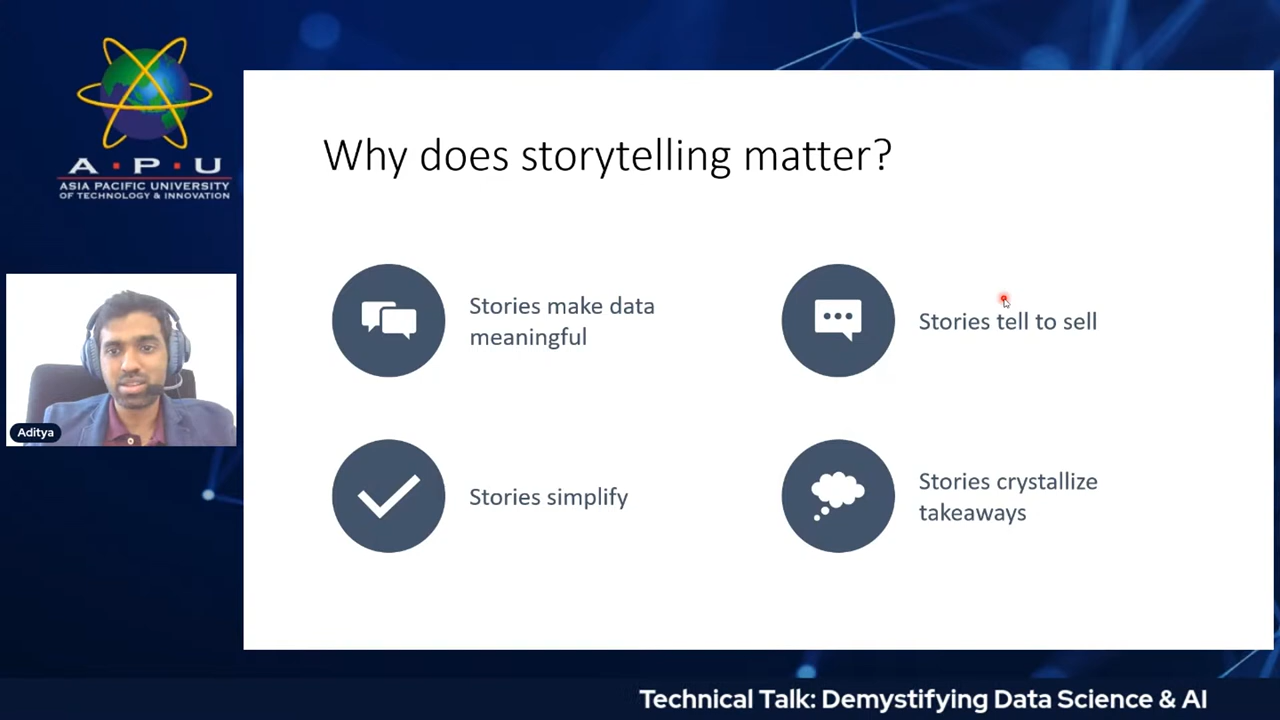 A · P · U
ASIA PACIFIC UNIVERSITY
OF TECHNOLOGY & INNOVATION
Why does storytelling matter?
Stories make data
meaningful
Stories tell to sell
Stories simplify
Stories crystallize
takeaways
Aditya
Technical Talk: Demystifying Data Science & AI